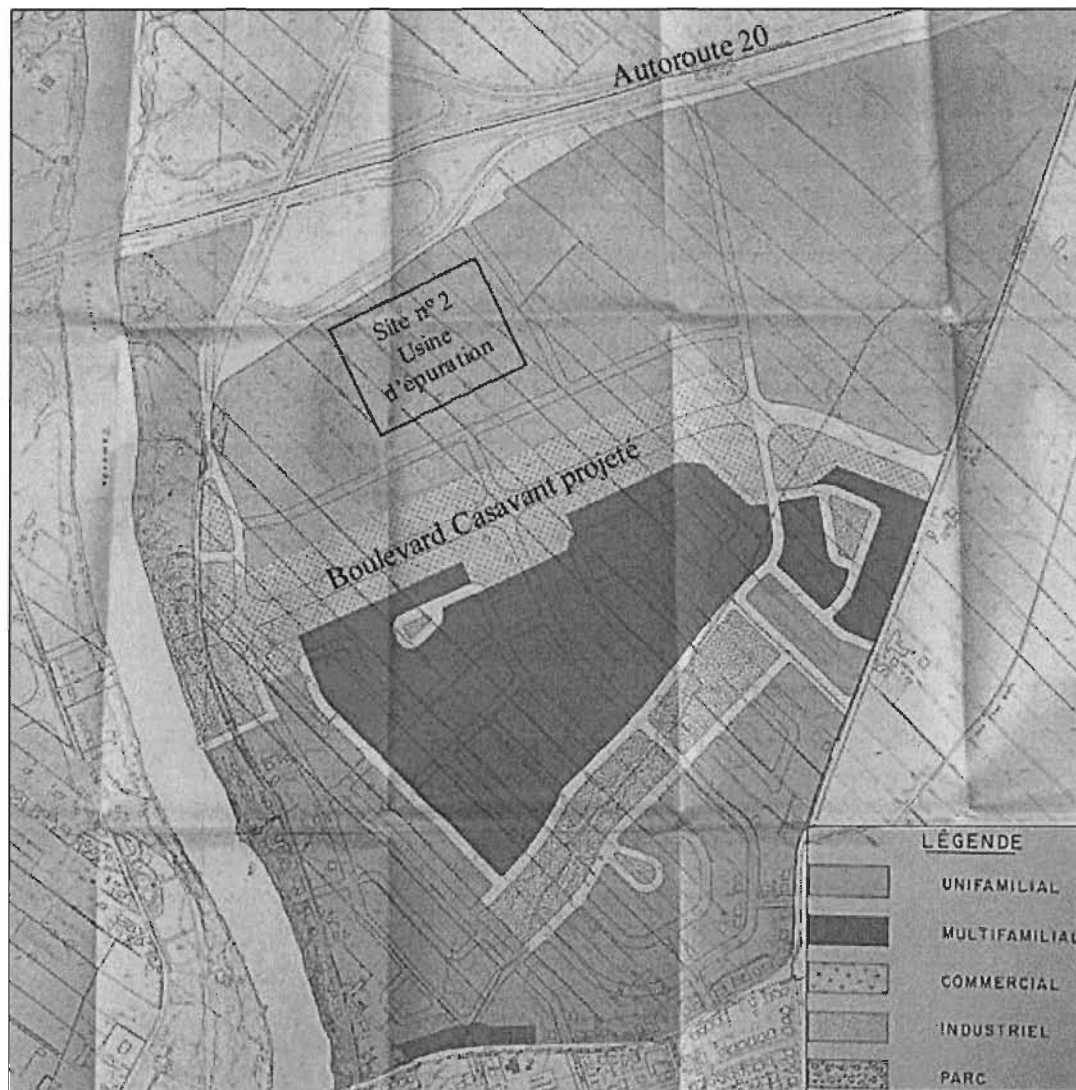 Autoroute 20
Site nº 2
Usine
d'épuration
Boulevard Casavant projeté
LÉGENDE
UNIFAMILIAL
MULTIFAMILIAL
COMMERCIAL
INDUSTRIEL
PARC